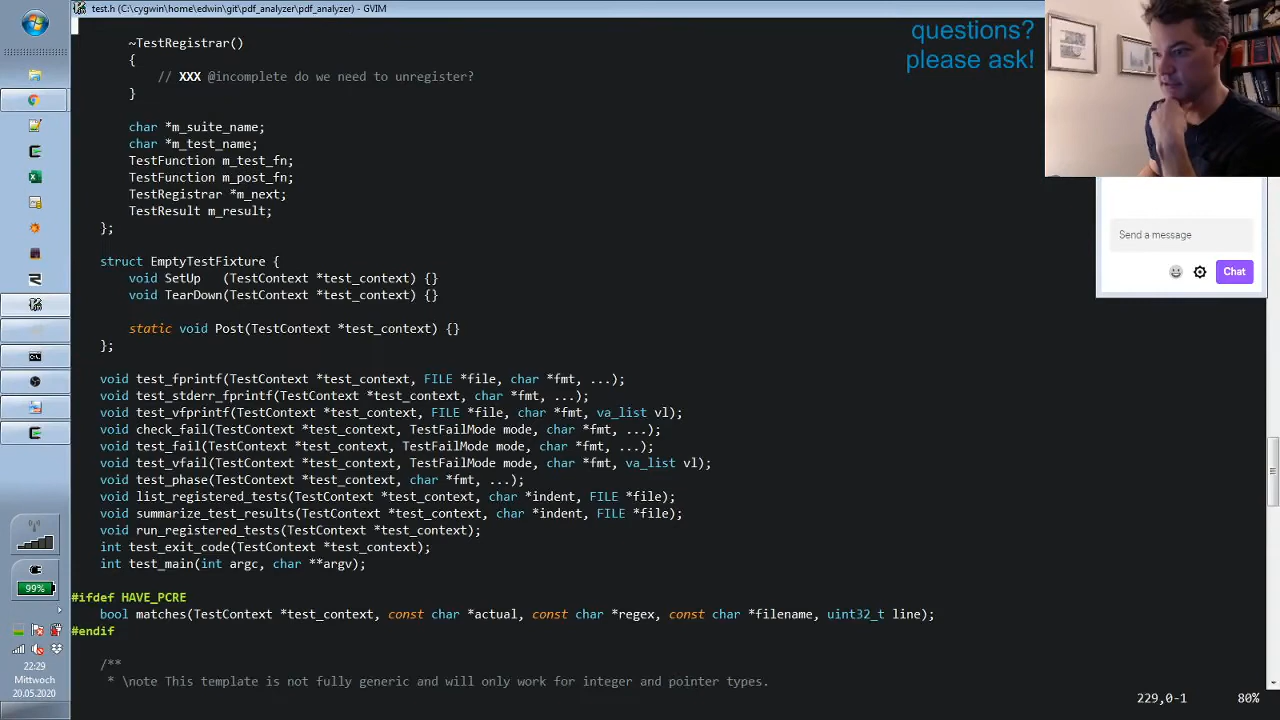 test.h (C:\cygwin\home\edwin\git\pdf_analyzer\pdf_analyzer) - GVIM
questions?
please ask!
~TestRegistrar()
{
// XXX @incomplete do we need to unregister?
}
char *m_suite_name;
char *m_test_name;
TestFunction m_test_fn;
TestFunction m_post_fn;
TestRegistrar *m_next;
TestResult m_result;
};
struct EmptyTestFixture {
void SetUp   (TestContext *test_context) {}
void TearDown(TestContext *test_context) {}
static void Post(TestContext *test_context) {}
};
void test_fprintf(TestContext *test_context, FILE *file, char *fmt, ...);
void test_stderr_fprintf(TestContext *test_context, char *fmt, ...);
void test_vfprintf(TestContext *test_context, FILE *file, char *fmt, va_list vl);
void check_fail(TestContext *test_context, TestFailMode mode, char *fmt, ...);
void test_fail(TestContext *test_context, TestFailMode mode, char *fmt, ...);
void test_vfail(TestContext *test_context, TestFailMode mode, char *fmt, va_list vl);
void test_phase(TestContext *test_context, char *fmt, ...);
void list_registered_tests(TestContext *test_context, char *indent, FILE *file);
void summarize_test_results(TestContext *test_context, char *indent, FILE *file);
void run_registered_tests(TestContext *test_context);
int test_exit_code(TestContext *test_context);
int test_main(int argc, char **argv);
#ifdef HAVE_PCRE
bool matches(TestContext *test_context, const char *actual, const char *regex, const char *filename, uint32_t line);
#endif
/**
* \note This template is not fully generic and will only work for integer and pointer types.
229,0-1 80%
Send a message
Chat
99%
22:29
Mittwoch
20.05.2020